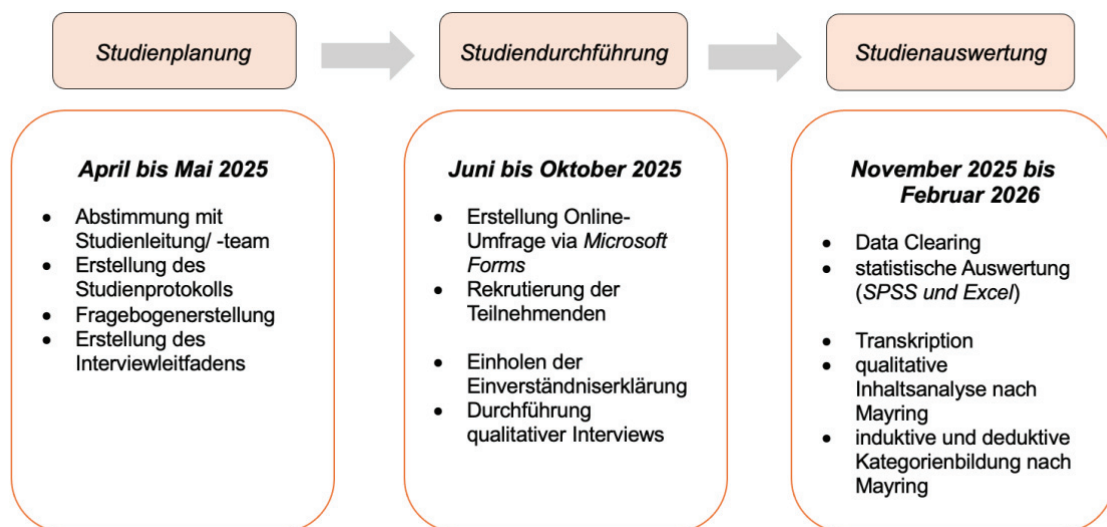 Studienplanung
Studiendurchführung
Studienauswertung
April bis Mai 2025
• Abstimmung mit
Studienleitung/ -team
• Erstellung des
Studienprotokolls
• Fragebogenerstellung
• Erstellung des
Interviewleitfadens
Juni bis Oktober 2025
• Erstellung Online-
Umfrage via Microsoft
Forms
• Rekrutierung der
Teilnehmenden
• Einholen der
Einverständniserklärung
• Durchführung
qualitativer Interviews
November 2025 bis
Februar 2026
• Data Clearing
• statistische Auswertung
(SPSS und Excel)
• Transkription
• qualitative
Inhaltsanalyse nach
Mayring
• induktive und deduktive
Kategorienbildung nach
Mayring